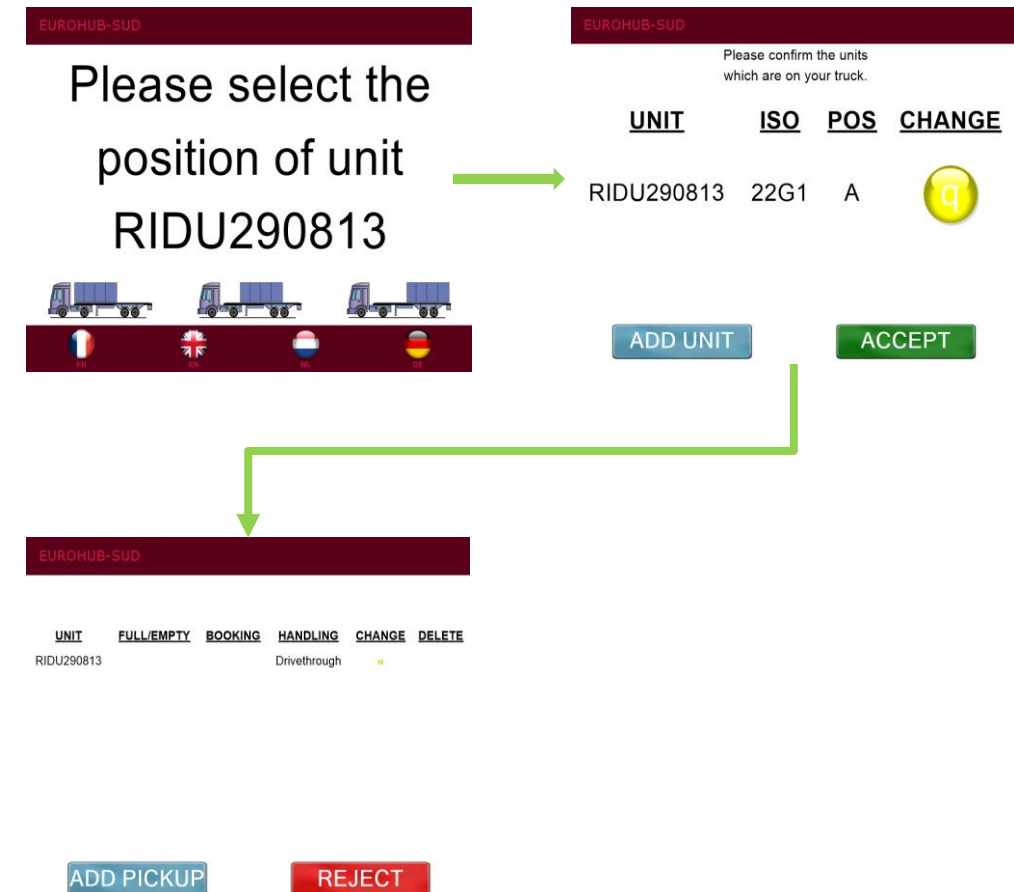 EUROHUB-SUD
Please select the
position of unit
RIDU290813
FR EN NL DE
EUROHUB-SUD
Please confirm the units
which are on your truck.
UNIT ISO POS CHANGE
RIDU290813 22G1 A q
ADD UNIT ACCEPT
EUROHUB-SUD
UNIT FULL/EMPTY BOOKING HANDLING CHANGE DELETE
RIDU290813 Drivethrough q
ADD PICKUP REJECT